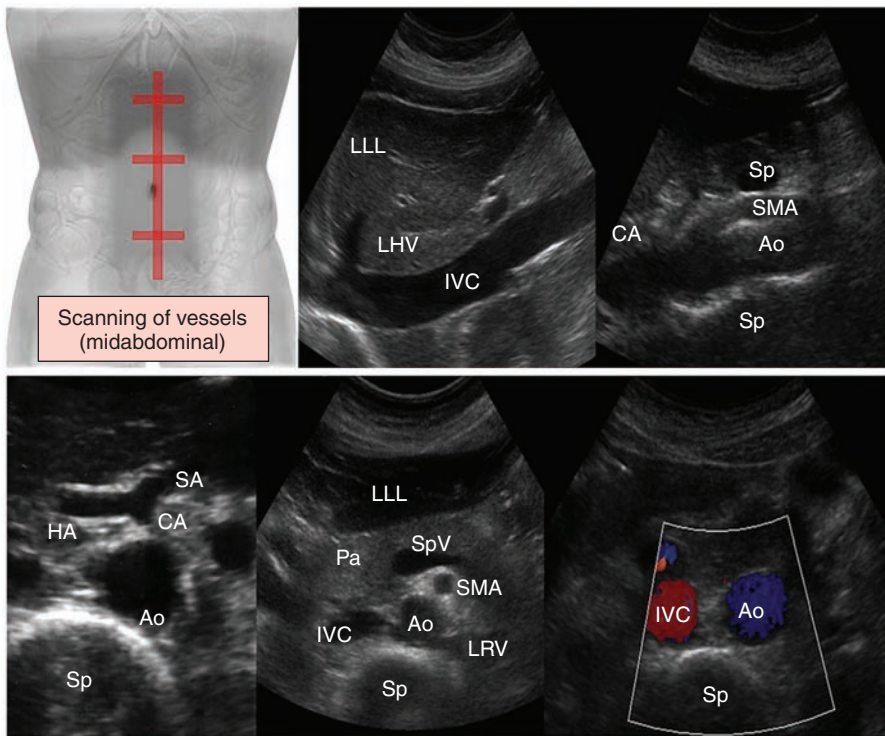 Scanning of vessels
(midabdominal)
LLL
LHV
IVC
Sp
SMA
CA
Ao
Sp
SA
HA
CA
Ao
Sp
LLL
SpV
Pa
SMA
IVC
Ao
LRV
Sp
IVC
Ao
Sp